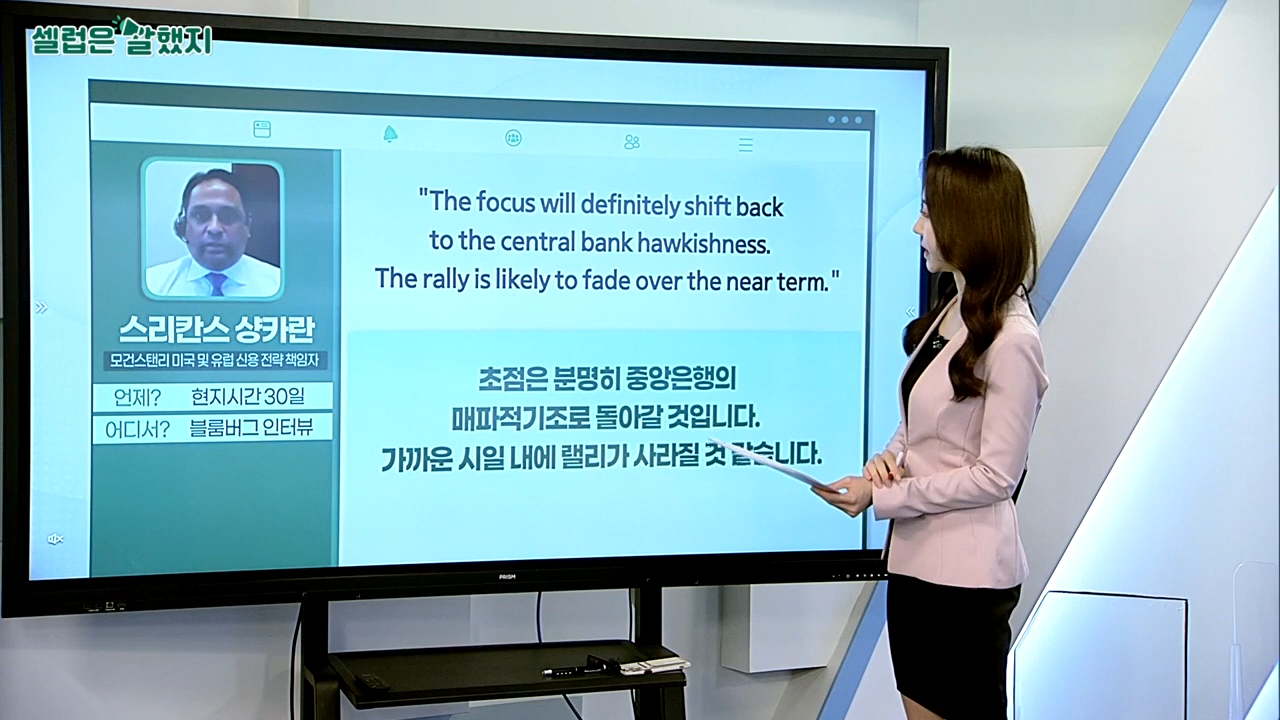 셀럽은 말했지
"The focus will definitely shift back
to the central bank hawkishness.
The rally is likely to fade over the near term."
스리칸스 샹카란
모건스탠리 미국 및 유럽 신용 전략 책임자
언제? 현지시간 30일
어디서? 블룸버그 인터뷰
초점은 분명히 중앙은행의
매파적기조로 돌아갈 것입니다.
가까운 시일 내에 랠리가 사라질 것 같습니다.
PRISM